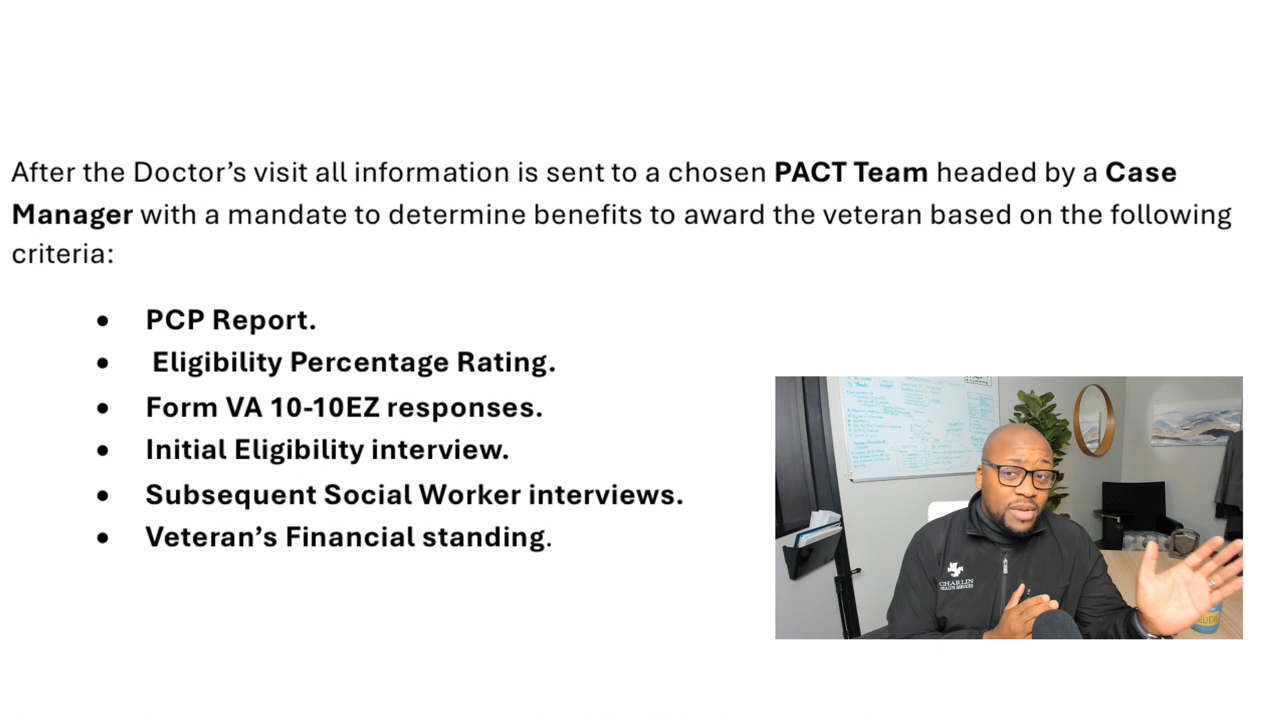 After the Doctor’s visit all information is sent to a chosen PACT Team headed by a Case
Manager with a mandate to determine benefits to award the veteran based on the following
criteria:
• PCP Report.
• Eligibility Percentage Rating.
• Form VA 10-10EZ responses.
• Initial Eligibility interview.
• Subsequent Social Worker interviews.
• Veteran’s Financial standing.
CHARLIN
HEALTH SERVICES